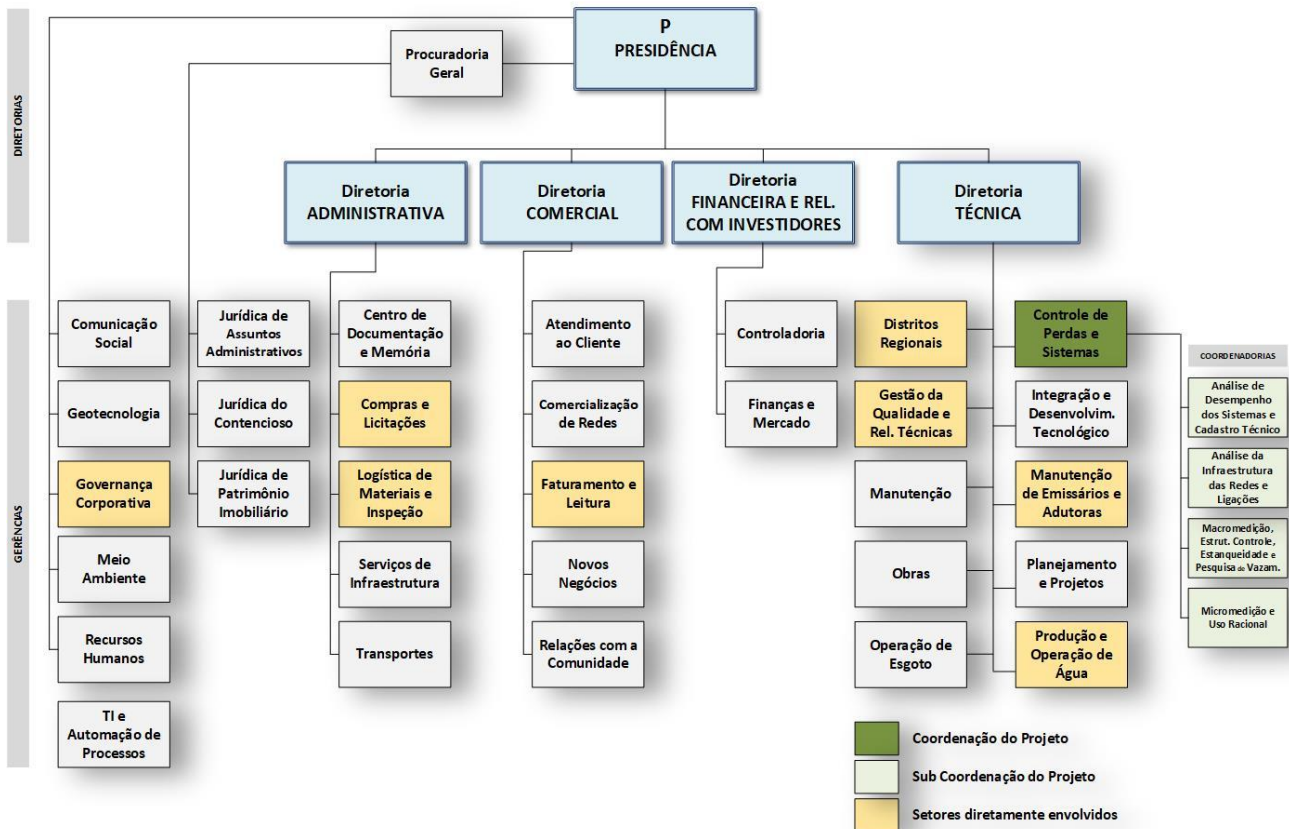 DIRETORIAS
P
PRESIDÊNCIA
Procuradoria
Geral
Diretoria
ADMINISTRATIVA
Diretoria
COMERCIAL
Diretoria
FINANCEIRA E REL.
COM INVESTIDORES
Diretoria
TÉCNICA
GERÊNCIAS
Comunicação
Social
Geotecnologia
Governança
Corporativa
Meio
Ambiente
Recursos
Humanos
TI e
Automação de
Processos
Jurídica de
Assuntos
Administrativos
Jurídica do
Contencioso
Jurídica de
Patrimônio
Imobiliário
Centro de
Documentação
e Memória
Compras e
Licitações
Logística de
Materiais e
Inspeção
Serviços de
Infraestrutura
Transportes
Atendimento
ao Cliente
Comercialização
de Redes
Faturamento e
Leitura
Novos
Negócios
Relações com a
Comunidade
Controladoria
Finanças e
Mercado
Distritos
Regionais
Gestão da
Qualidade e
Rel. Técnicas
Manutenção
Obras
Operação de
Esgoto
Controle de
Perdas e
Sistemas
Integração e
Desenvolvim.
Tecnológico
Manutenção
de Emissários e
Adutoras
Planejamento
e Projetos
Produção e
Operação de
Água
COORDENADORIAS
Análise de
Desempenho
dos Sistemas e
Cadastro Técnico
Análise da
Infraestrutura
das Redes e
Ligações
Macromedição,
Estrut. Controle,
Estanqueidade e
Pesquisa de Vazam.
Micromedição e
Uso Racional
Coordenação do Projeto
Sub Coordenação do Projeto
Setores diretamente envolvidos